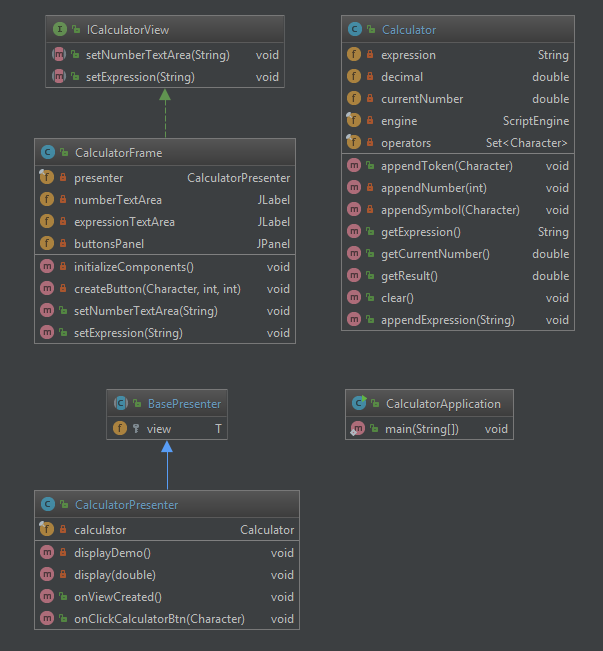 ICalculatorView
setNumberTextArea(String) void
setExpression(String) void
CalculatorFrame
presenter CalculatorPresenter
numberTextArea JLabel
expressionTextArea JLabel
buttonsPanel JPanel
initializeComponents() void
createButton(Character, int, int) void
setNumberTextArea(String) void
setExpression(String) void
Calculator
expression String
decimal double
currentNumber double
engine ScriptEngine
operators Set<Character>
appendToken(Character) void
appendNumber(int) void
appendSymbol(Character) void
getExpression() String
getCurrentNumber() double
getResult() double
clear() void
appendExpression(String) void
BasePresenter
view T
CalculatorApplication
main(String[]) void
CalculatorPresenter
calculator Calculator
displayDemo() void
display(double) void
onViewCreated() void
onClickCalculatorBtn(Character) void